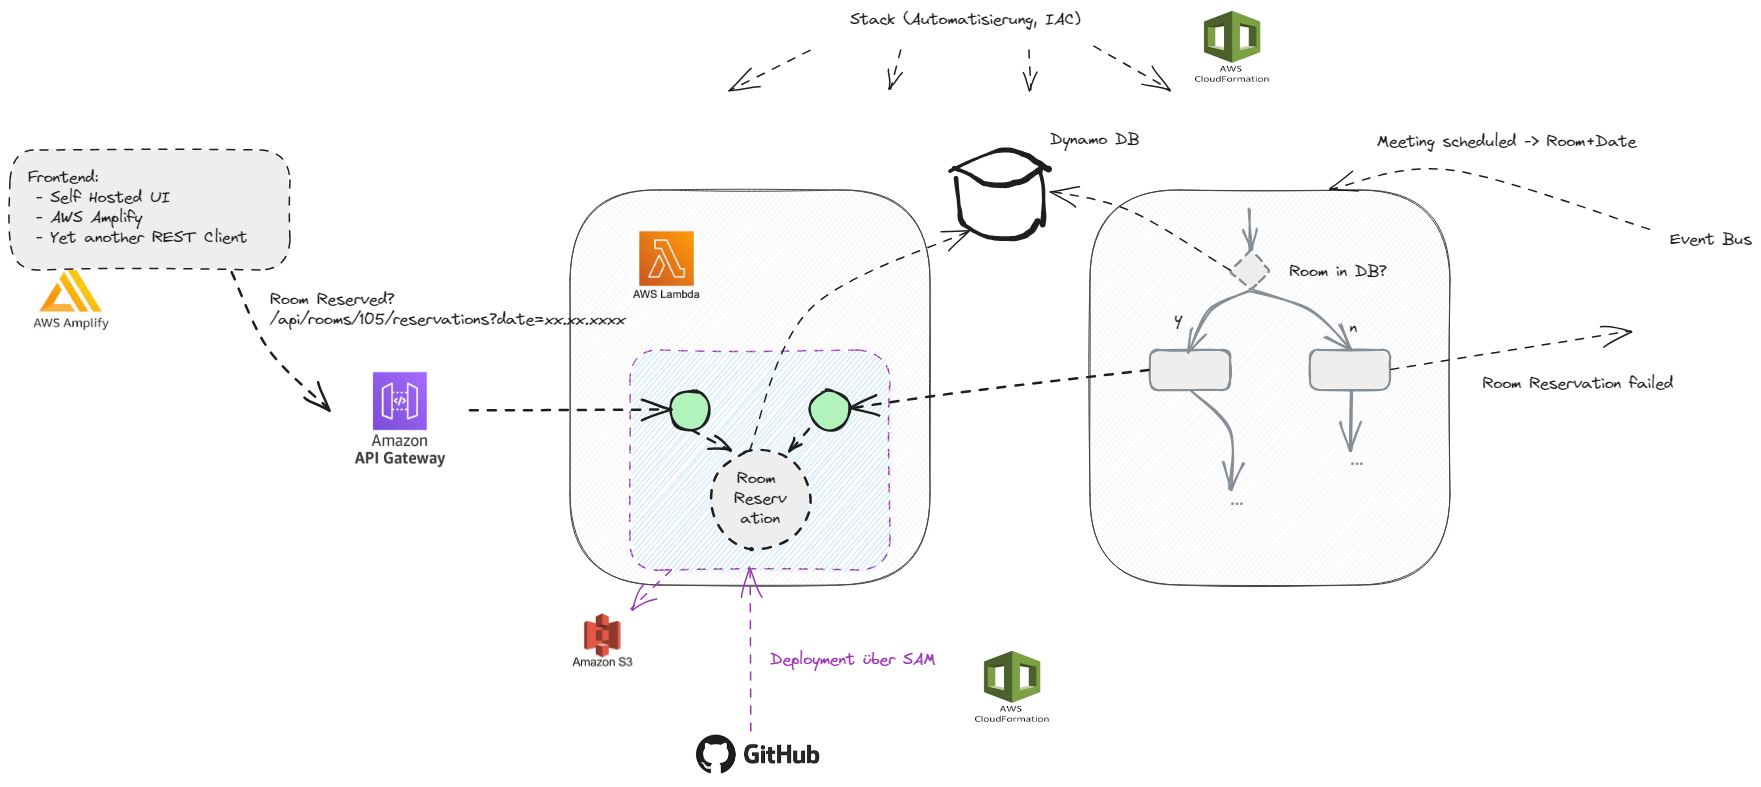 Stack (Automatisierung, IAC)
AWS
CloudFormation
Dynamo DB
Meeting scheduled -> Room+Date
Frontend:
- Self Hosted UI
- AWS Amplify
- Yet another REST Client
Event Bus
Room in DB?
AWS Lambda
AWS Amplify
Room Reserved?
/api/rooms/105/reservations?date=xx.xx.xxxx
y
n
Room Reservation failed
</>
Amazon
API Gateway
Room
Reserv
ation
...
...
Amazon S3
Deployment über SAM
AWS
CloudFormation
GitHub